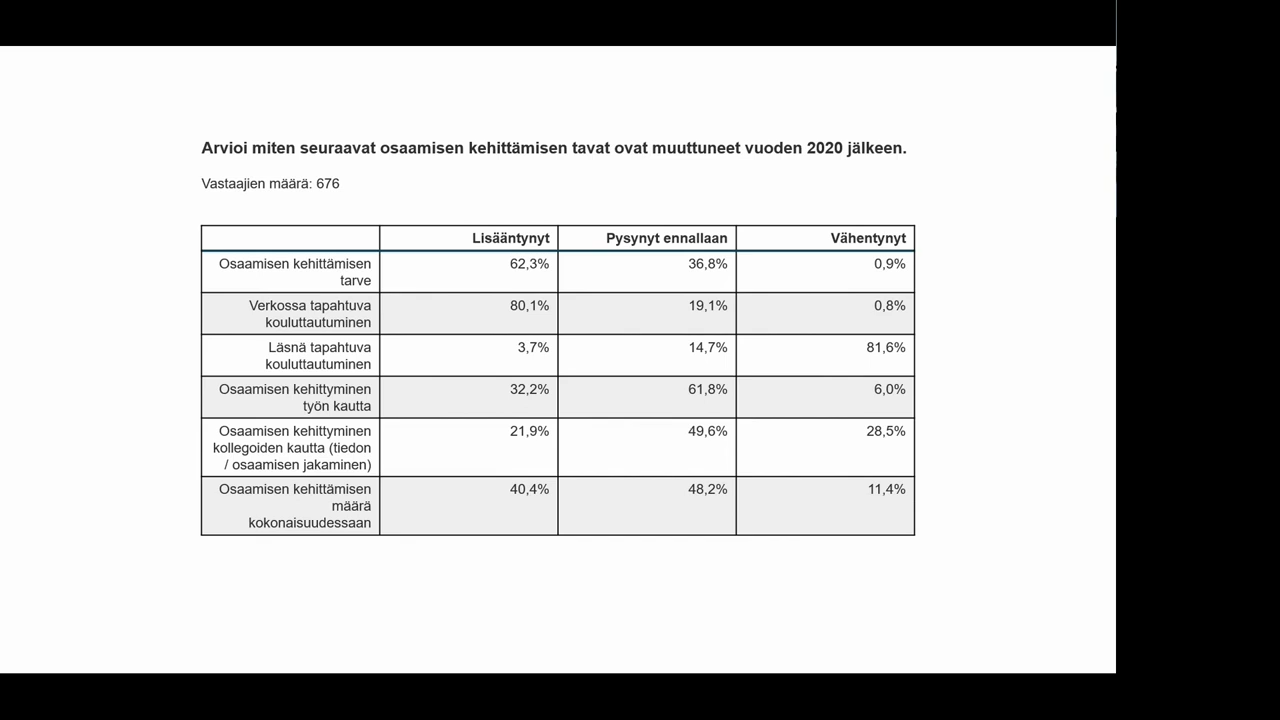 Arvioi miten seuraavat osaamisen kehittämisen tavat ovat muuttuneet vuoden 2020 jälkeen.
Vastaajien määrä: 676
Lisääntynyt Pysynyt ennallaan Vähentynyt
Osaamisen kehittämisen 62,3% 36,8% 0,9%
tarve
Verkossa tapahtuva 80,1% 19,1% 0,8%
kouluttautuminen
Läsnä tapahtuva 3,7% 14,7% 81,6%
kouluttautuminen
Osaamisen kehittyminen 32,2% 61,8% 6,0%
työn kautta
Osaamisen kehittyminen 21,9% 49,6% 28,5%
kollegoiden kautta (tiedon
/ osaamisen jakaminen)
Osaamisen kehittämisen 40,4% 48,2% 11,4%
määrä
kokonaisuudessaan